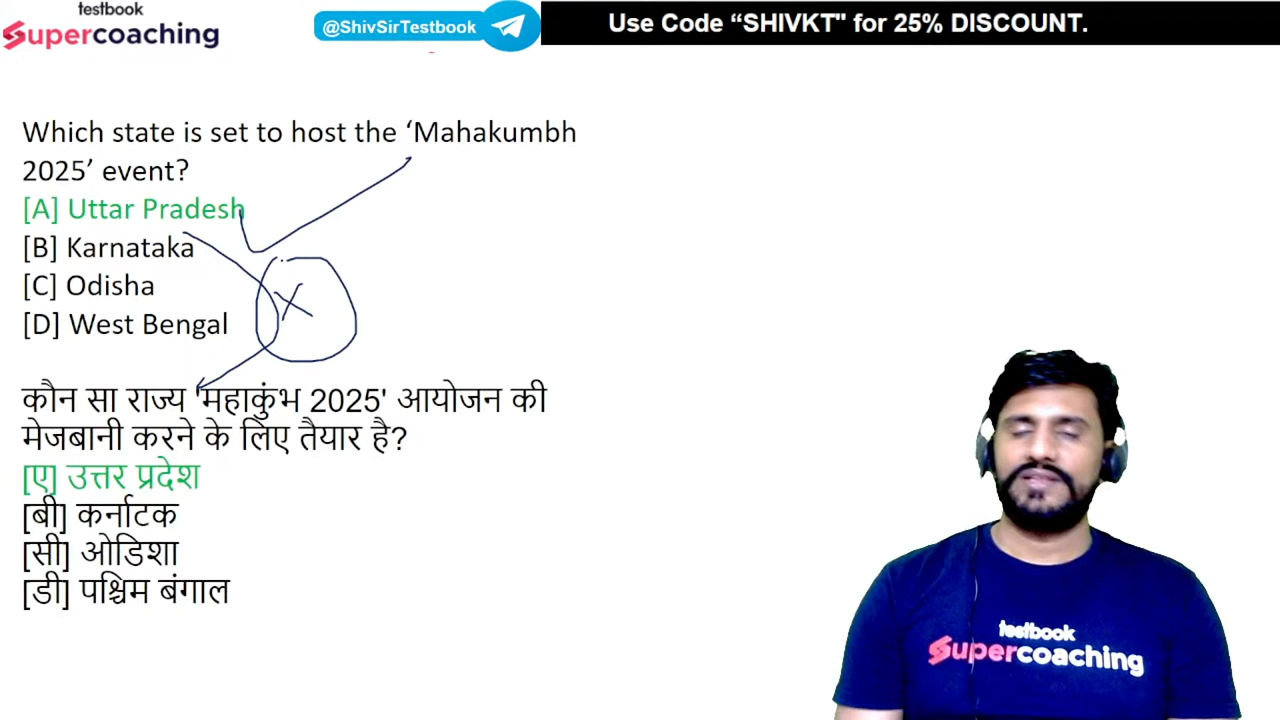 testbook
Supercoaching
@ShivSirTestbook
Use Code “SHIVKT" for 25% DISCOUNT.
Which state is set to host the ‘Mahakumbh
2025’ event?
[A] Uttar Pradesh
[B] Karnataka
[C] Odisha
[D] West Bengal
कौन सा राज्य 'महाकुंभ 2025' आयोजन की
मेजबानी करने के लिए तैयार है?
[ए] उत्तर प्रदेश
[बी] कर्नाटक
[सी] ओडिशा
[डी] पश्चिम बंगाल
testbook
Supercoaching